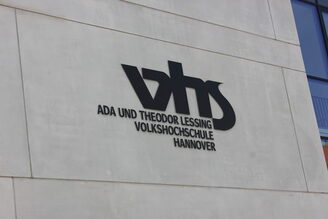 vhs
ADA UND THEODOR LESSING
VOLKSHOCHSCHULE
HANNOVER